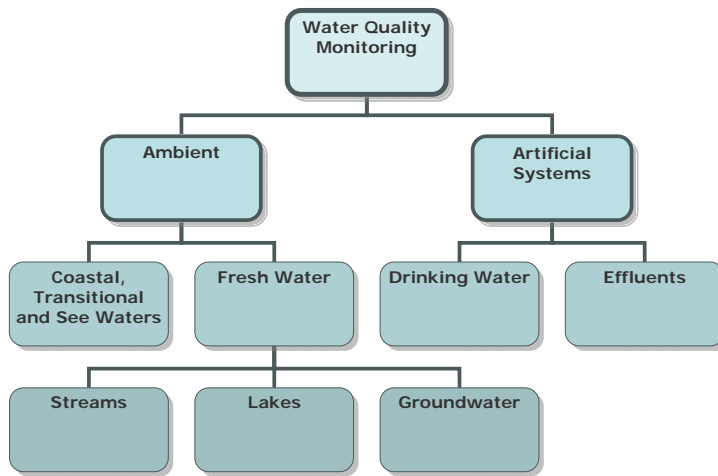 Water Quality
Monitoring
Ambient
Artificial
Systems
Coastal,
Transitional
and See Waters
Fresh Water
Drinking Water
Effluents
Streams
Lakes
Groundwater